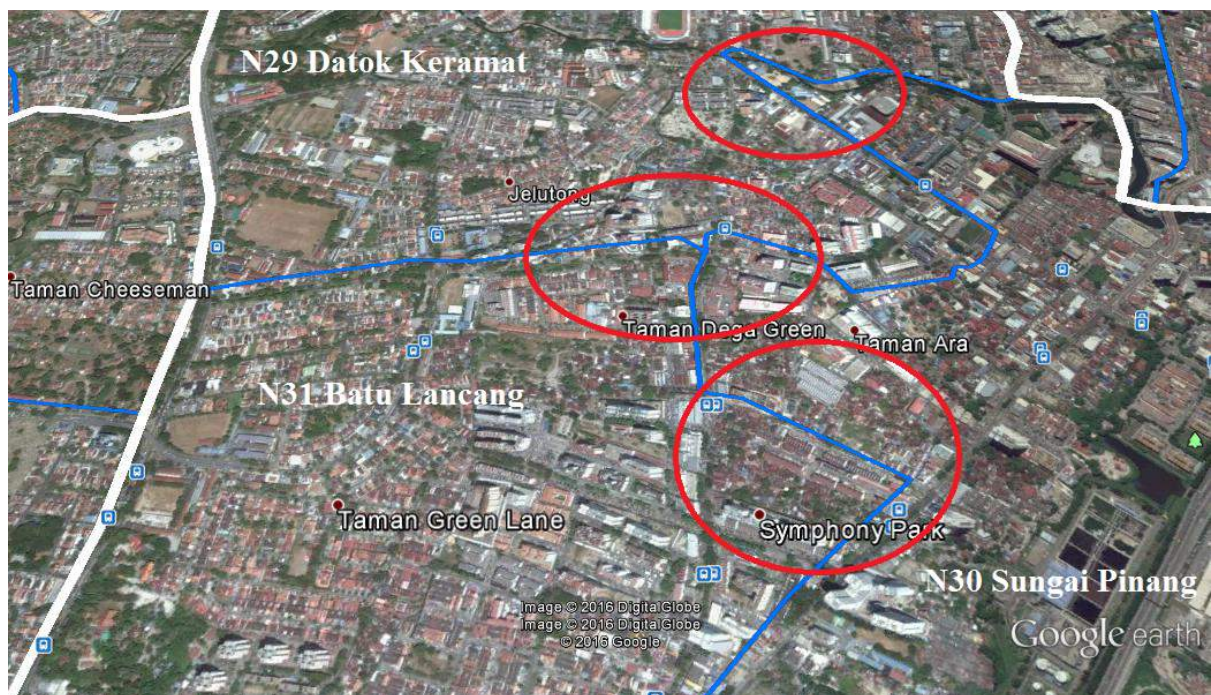 N29 Datok Keramat
Jelutong
Taman Cheeseman
Taman Dega Green
Taman Ara
N31 Batu Lancang
Taman Green Lane
Symphony Park
N30 Sungai Pinang
Image © 2016 DigitalGlobe
Image © 2016 DigitalGlobe
© 2016 Google
Google earth